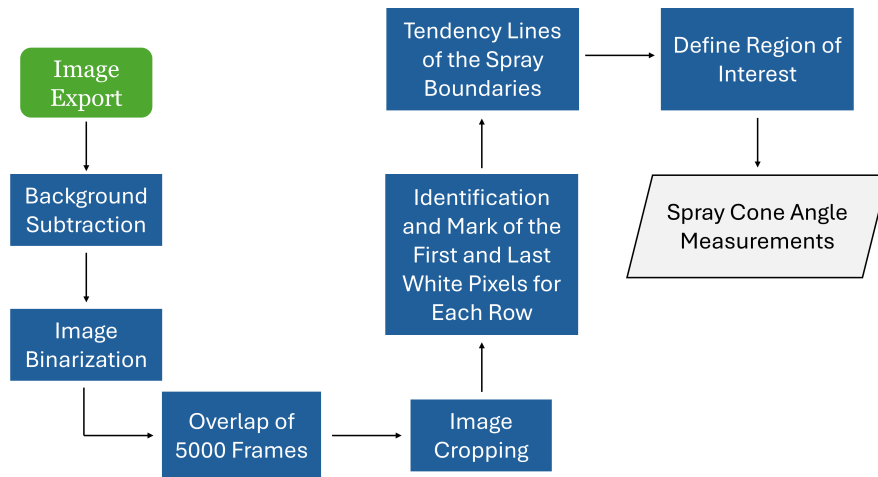 Image
Export
Background
Subtraction
Image
Binarization
Overlap of
5000 Frames
Image
Cropping
Identification
and Mark of the
First and Last
White Pixels for
Each Row
Tendency Lines
of the Spray
Boundaries
Define Region of
Interest
Spray Cone Angle
Measurements